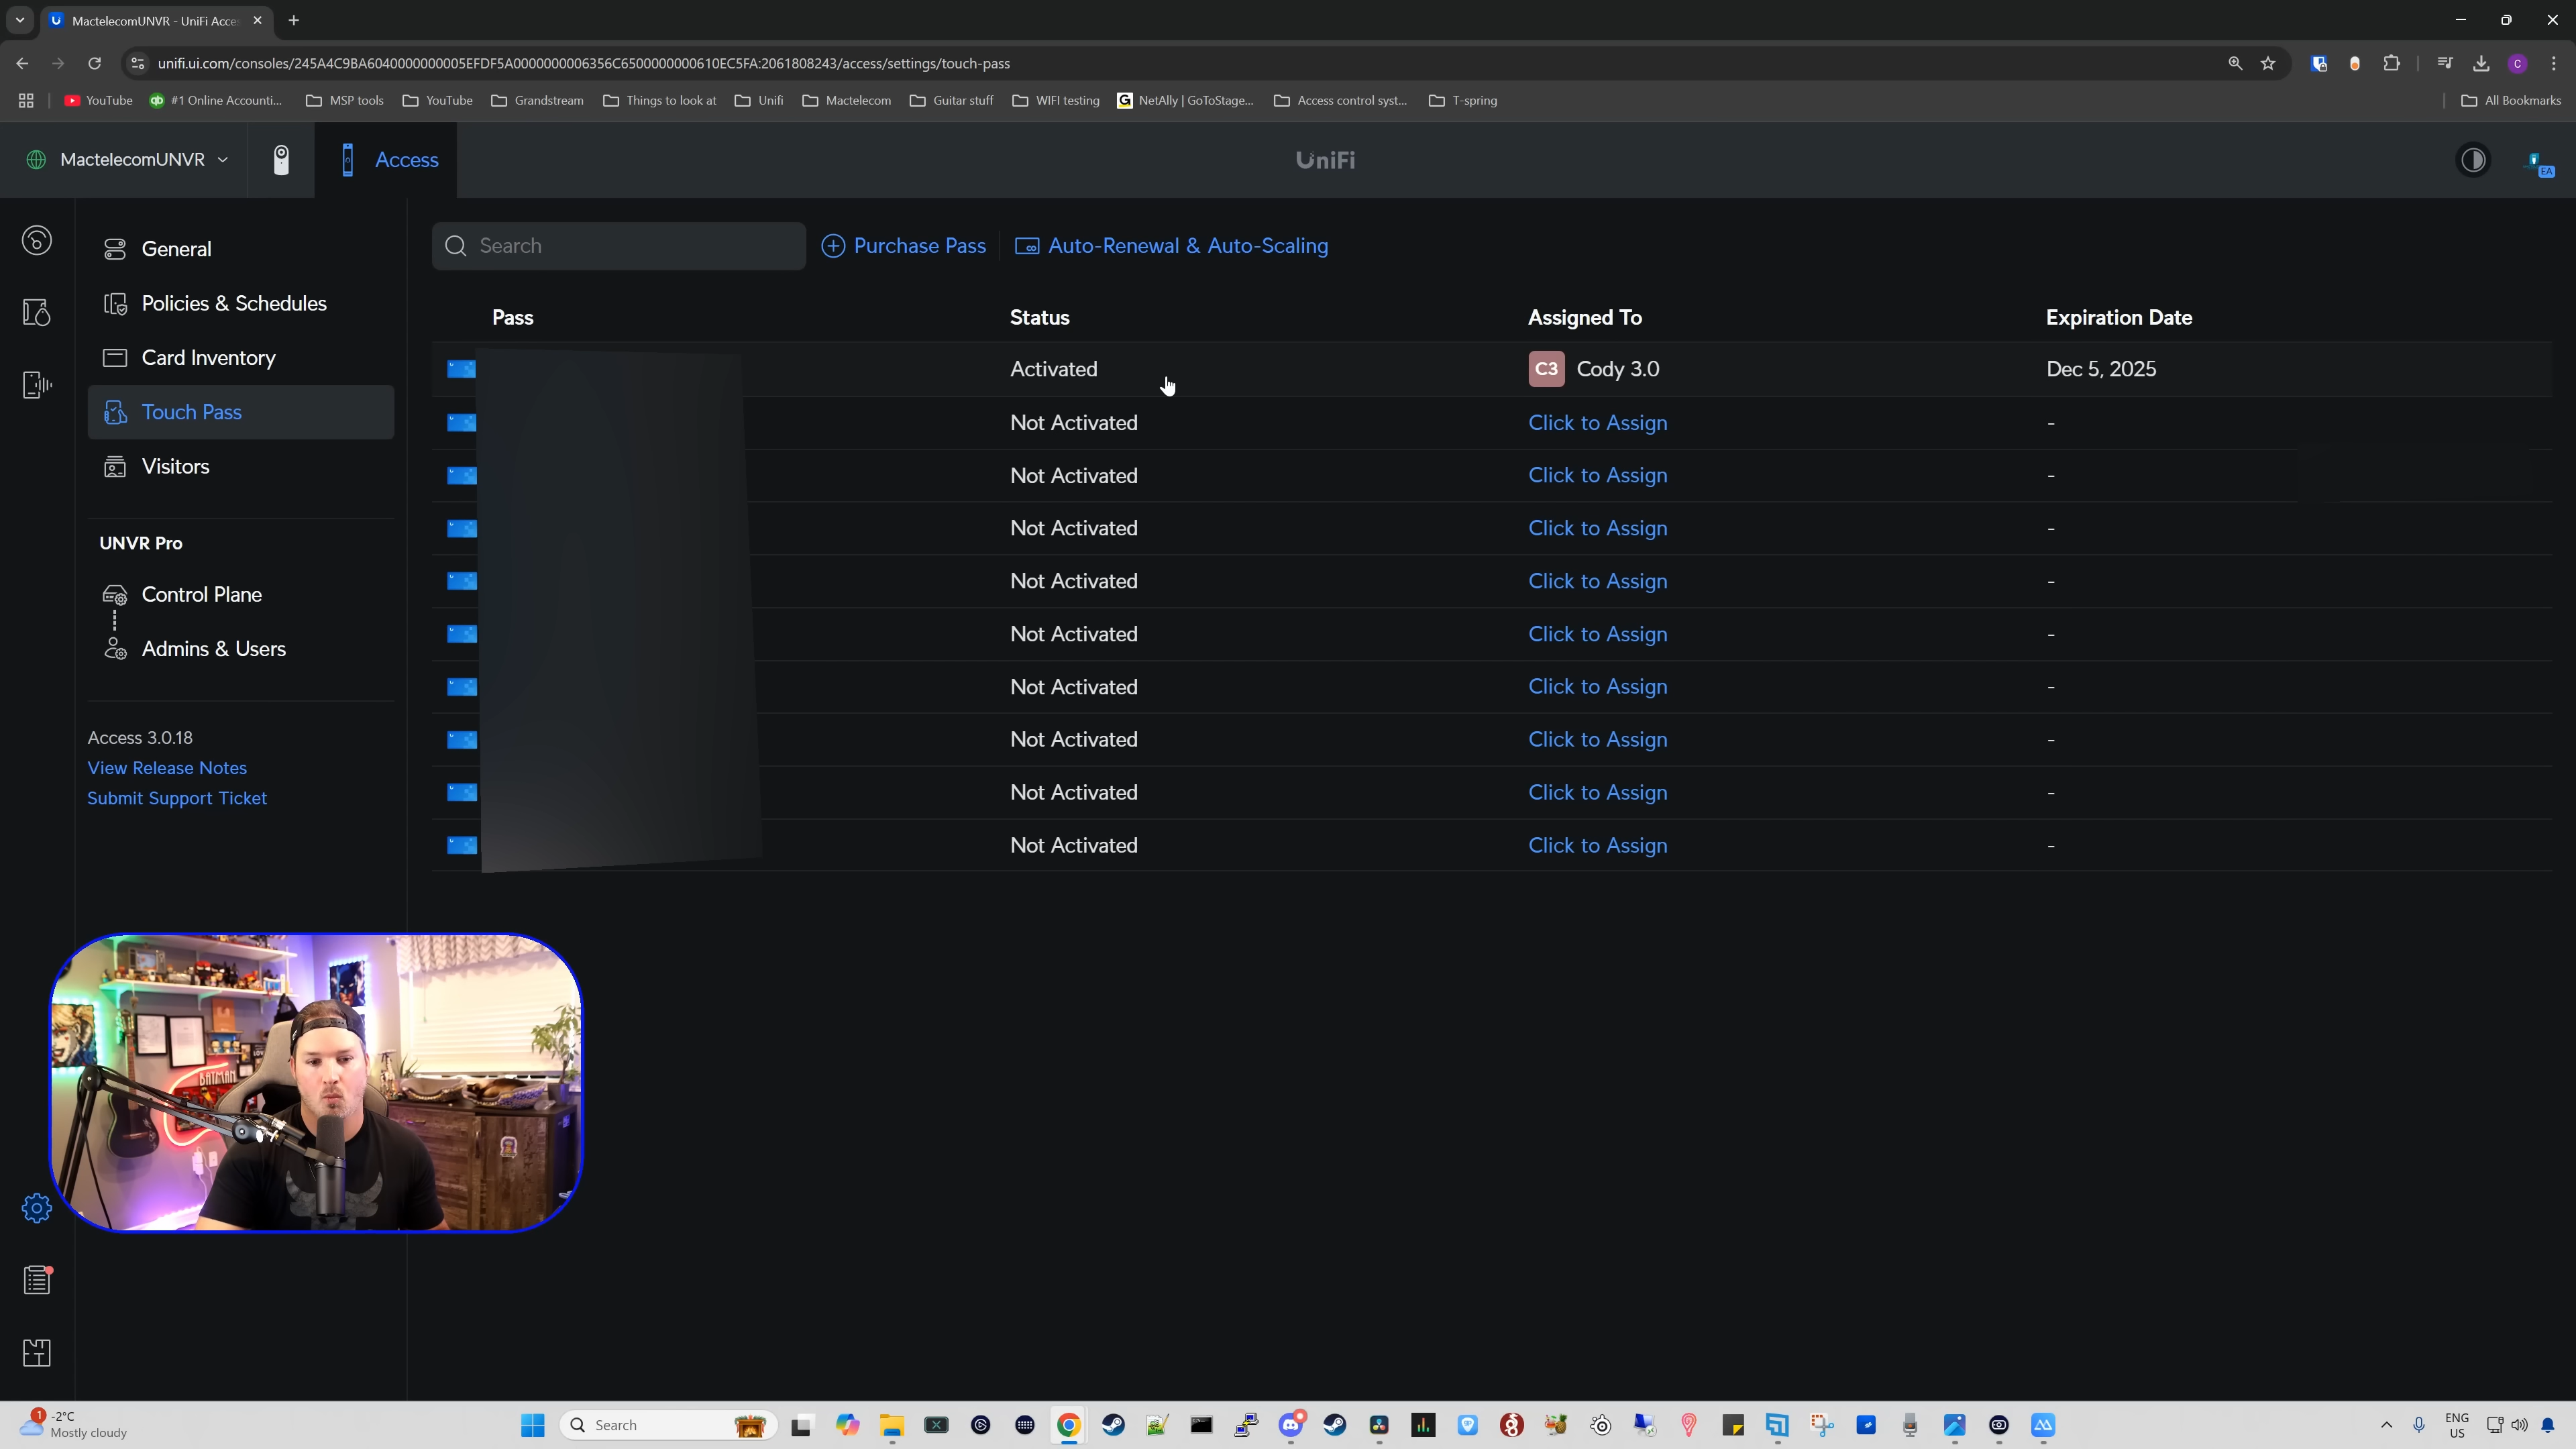 MactelecomUNVR - UniFi Acces
unifi.ui.com/consoles/245A4C9BA6040000000005EFDF5A0000000006356C6500000000610EC5FA:2061808243/access/settings/touch-pass
YouTube
#1 Online Accounti...
MSP tools
YouTube
Grandstream
Things to look at
Unifi
Mactelecom
Guitar stuff
WIFI testing
NetAlly | GoToStage...
Access control syst...
T-spring
All Bookmarks
MactelecomUNVR
Access
UniFi
EA
General
Policies & Schedules
Card Inventory
Touch Pass
Visitors
UNVR Pro
Control Plane
Admins & Users
Access 3.0.18
View Release Notes
Submit Support Ticket
Search
Purchase Pass
Auto-Renewal & Auto-Scaling
Pass Status Assigned To Expiration Date
Activated C3 Cody 3.0 Dec 5, 2025
Not Activated Click to Assign -
Not Activated Click to Assign -
Not Activated Click to Assign -
Not Activated Click to Assign -
Not Activated Click to Assign -
Not Activated Click to Assign -
Not Activated Click to Assign -
Not Activated Click to Assign -
Not Activated Click to Assign -
BATMAN
1
-2°C
Mostly cloudy
Search
ENG
US